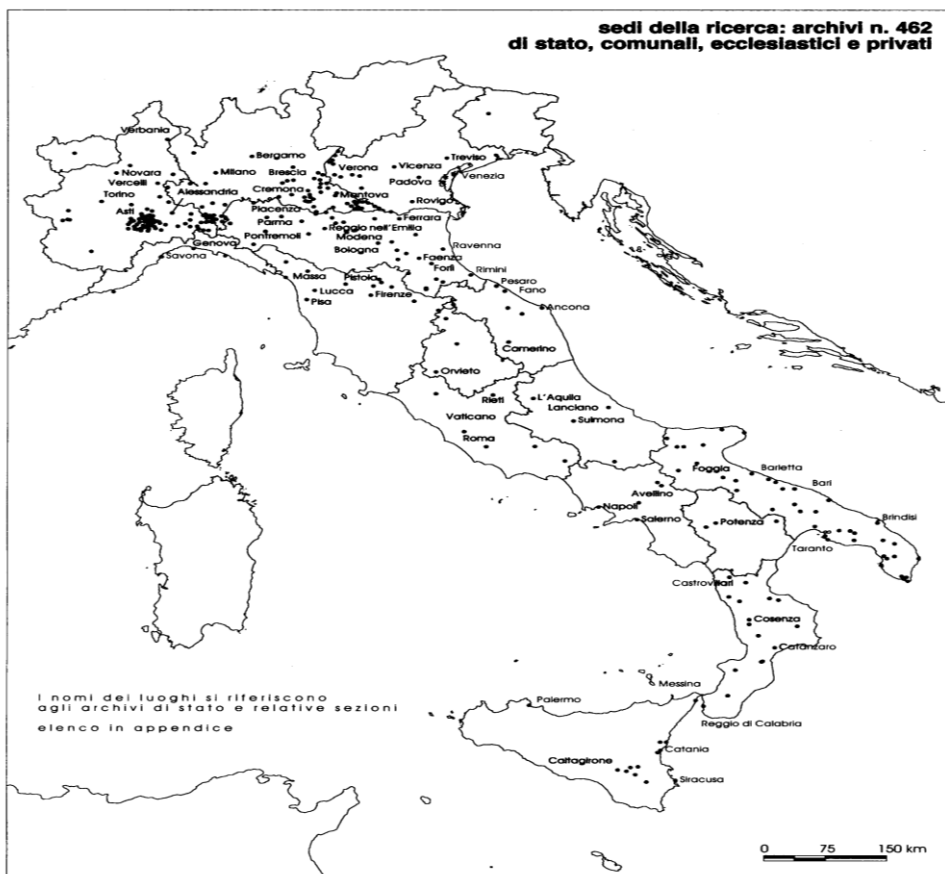 sedi della ricerca: archivi n. 462
di stato, comunali, ecclesiastici e privati
Verbania
Bergamo
Novara
Milano
Brescia
Verona
Vicenza
Treviso
Vercelli
Cremona
Mantova
Padova
Venezia
Torino
Alessandria
Rovigo
Asti
Piacenza
Ferrara
Parma
Reggio nell'Emilia
Pontremoli
Modena
Ravenna
Genova
Bologna
Savona
Faenza
Forlì
Rimini
Massa
Pistoia
Pesaro
Lucca
Firenze
Fano
Pisa
Ancona
Camerino
Orvieto
Rieti
L'Aquila
Lanciano
Vaticano
Sulmona
Roma
Foggia
Barletta
Bari
Avellino
Napoli
Salerno
Potenza
Brindisi
Taranto
Castrovillari
Cosenza
Catanzaro
Messina
I nomi dei luoghi si riferiscono
agli archivi di stato e relative sezioni
elenco in appendice
Palermo
Reggio di Calabria
Catania
Caltagirone
Siracusa
0 75 150 km